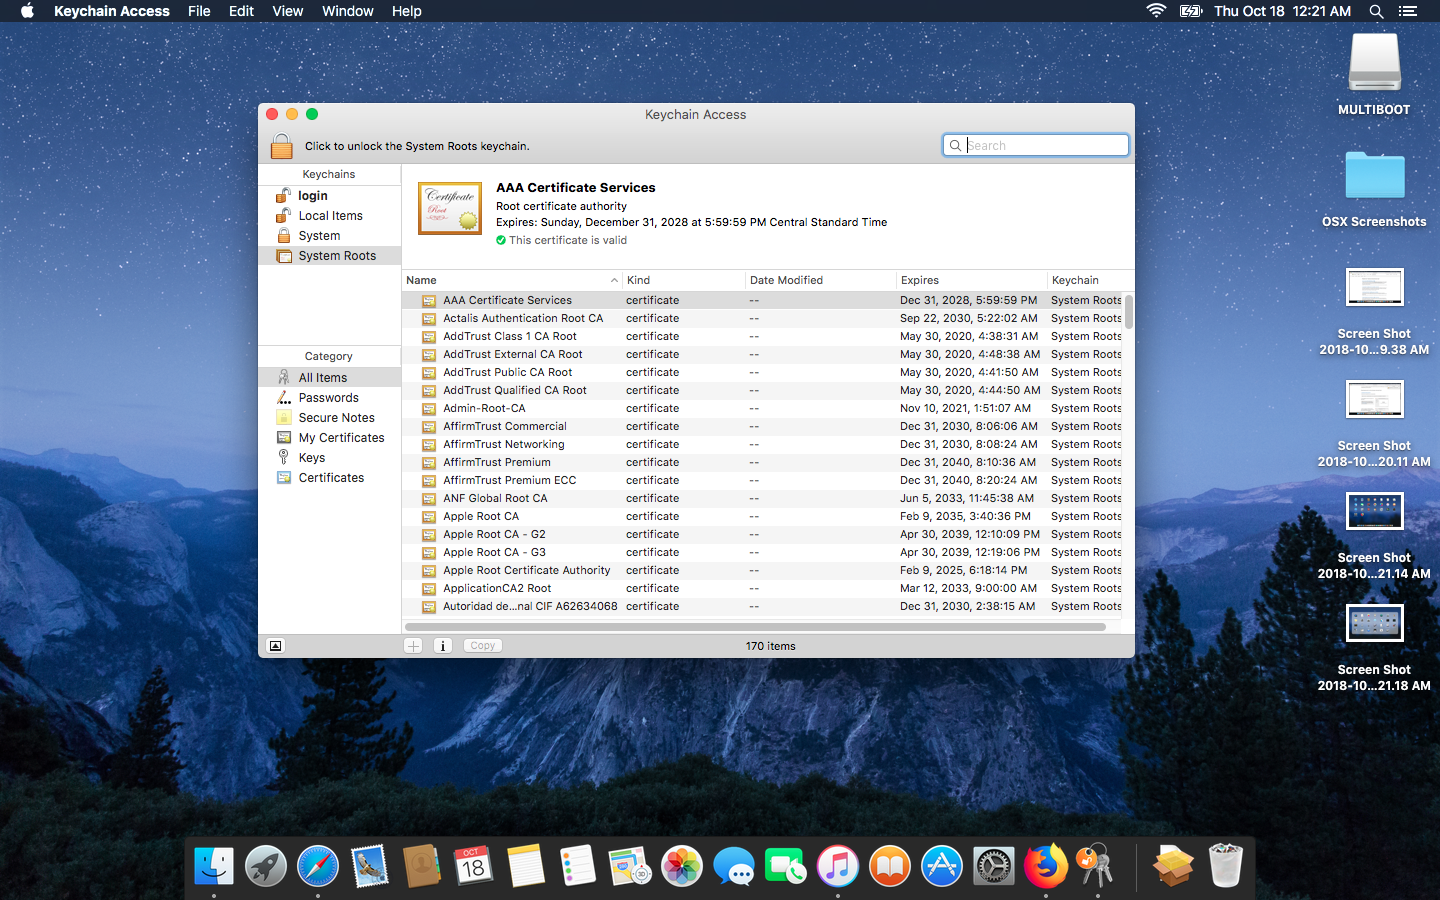 Keychain Access File Edit View Window Help Thu Oct 18 12:21 AM
MULTIBOOT
OSX Screenshots
Screen Shot
2018-10...9.38 AM
Screen Shot
2018-10...20.11 AM
Screen Shot
2018-10...21.14 AM
Screen Shot
2018-10...21.18 AM
Keychain Access
Click to unlock the System Roots keychain.
Search
Keychains
login
Local Items
System
System Roots
Category
All Items
Passwords
Secure Notes
My Certificates
Keys
Certificates
Certificate
Root
AAA Certificate Services
Root certificate authority
Expires: Sunday, December 31, 2028 at 5:59:59 PM Central Standard Time
This certificate is valid
Name Kind Date Modified Expires Keychain
AAA Certificate Services certificate -- Dec 31, 2028, 5:59:59 PM System Roots
Actalis Authentication Root CA certificate -- Sep 22, 2030, 5:22:02 AM System Roots
AddTrust Class 1 CA Root certificate -- May 30, 2020, 4:38:31 AM System Roots
AddTrust External CA Root certificate -- May 30, 2020, 4:48:38 AM System Roots
AddTrust Public CA Root certificate -- May 30, 2020, 4:41:50 AM System Roots
AddTrust Qualified CA Root certificate -- May 30, 2020, 4:44:50 AM System Roots
Admin-Root-CA certificate -- Nov 10, 2021, 1:51:07 AM System Roots
AffirmTrust Commercial certificate -- Dec 31, 2030, 8:06:06 AM System Roots
AffirmTrust Networking certificate -- Dec 31, 2030, 8:08:24 AM System Roots
AffirmTrust Premium certificate -- Dec 31, 2040, 8:10:36 AM System Roots
AffirmTrust Premium ECC certificate -- Dec 31, 2040, 8:20:24 AM System Roots
ANF Global Root CA certificate -- Jun 5, 2033, 11:45:38 AM System Roots
Apple Root CA certificate -- Feb 9, 2035, 3:40:36 PM System Roots
Apple Root CA - G2 certificate -- Apr 30, 2039, 12:10:09 PM System Roots
Apple Root CA - G3 certificate -- Apr 30, 2039, 12:19:06 PM System Roots
Apple Root Certificate Authority certificate -- Feb 9, 2025, 6:18:14 PM System Roots
ApplicationCA2 Root certificate -- Mar 12, 2033, 9:00:00 AM System Roots
Autoridad de...nal CIF A62634068 certificate -- Dec 31, 2030, 2:38:15 AM System Roots
Copy
170 items
OCT
18